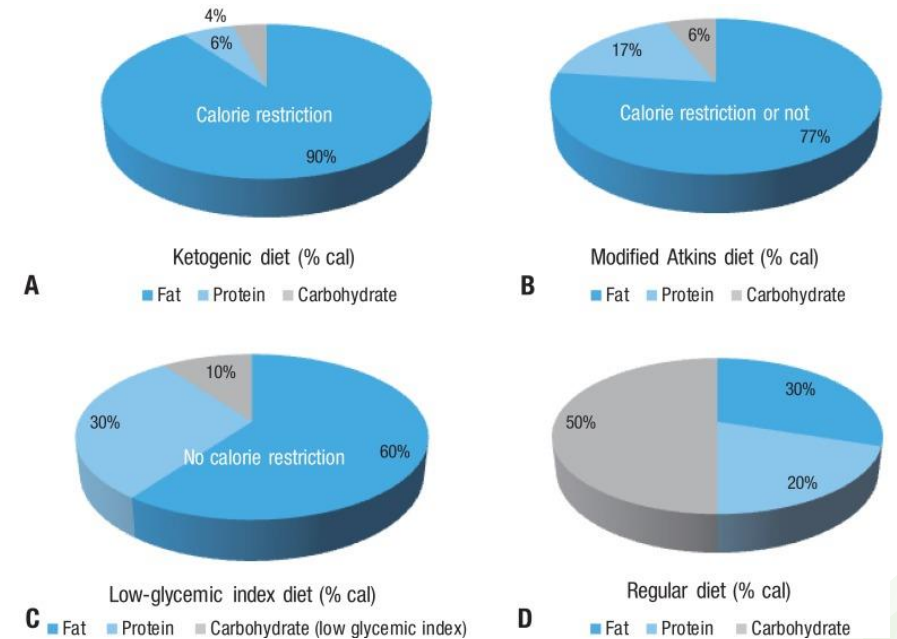 4%
6%
Calorie restriction
90%
Ketogenic diet (% cal)
A
Fat Protein Carbohydrate
6%
17%
Calorie restriction or not
77%
Modified Atkins diet (% cal)
B
Fat Protein Carbohydrate
10%
30%
No calorie restriction
60%
Low-glycemic index diet (% cal)
C
Fat Protein Carbohydrate (low glycemic index)
30%
50%
20%
Regular diet (% cal)
D
Fat Protein Carbohydrate